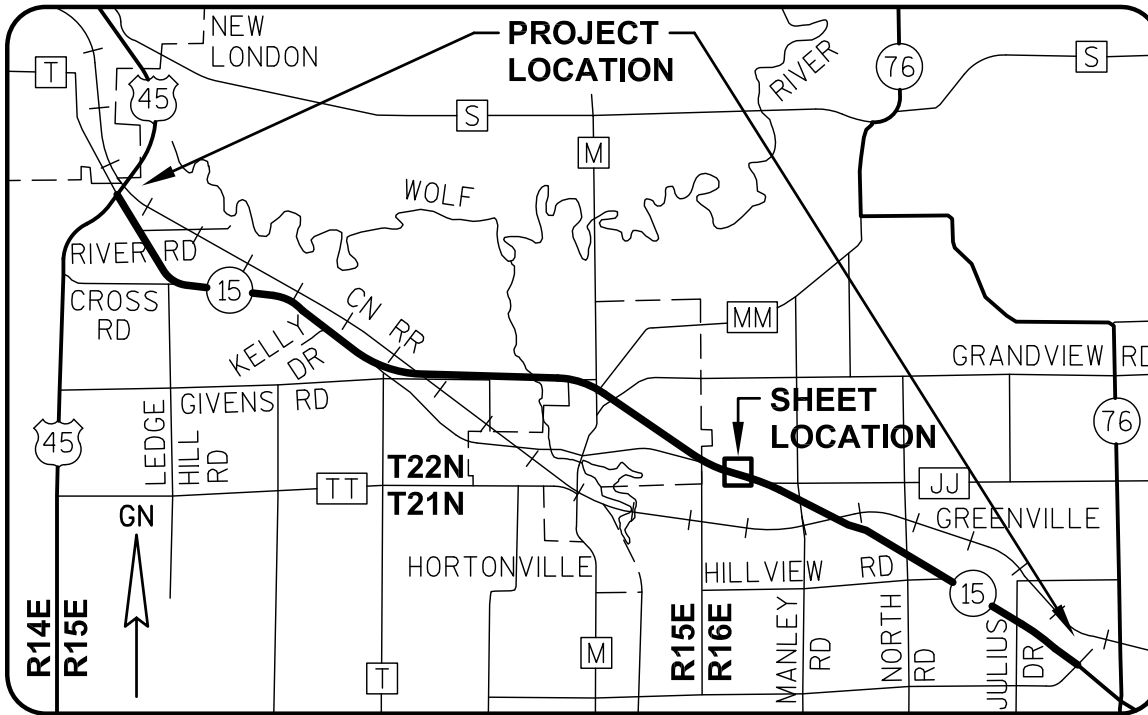 NEW
LONDON
PROJECT
LOCATION
RIVER
76
S
T
45
S
M
WOLF
RIVER RD
15
CROSS
RD
CN RR
KELLY
DR
MM
GRANDVIEW RD
GIVENS RD
SHEET
LOCATION
76
45
LEDGE
HILL
RD
T22N
T21N
TT
JJ
GN
GREENVILLE
HORTONVILLE
HILLVIEW RD
15
R14E
R15E
T
M
R15E
R16E
MANLEY
RD
NORTH
RD
JULIUS
DR